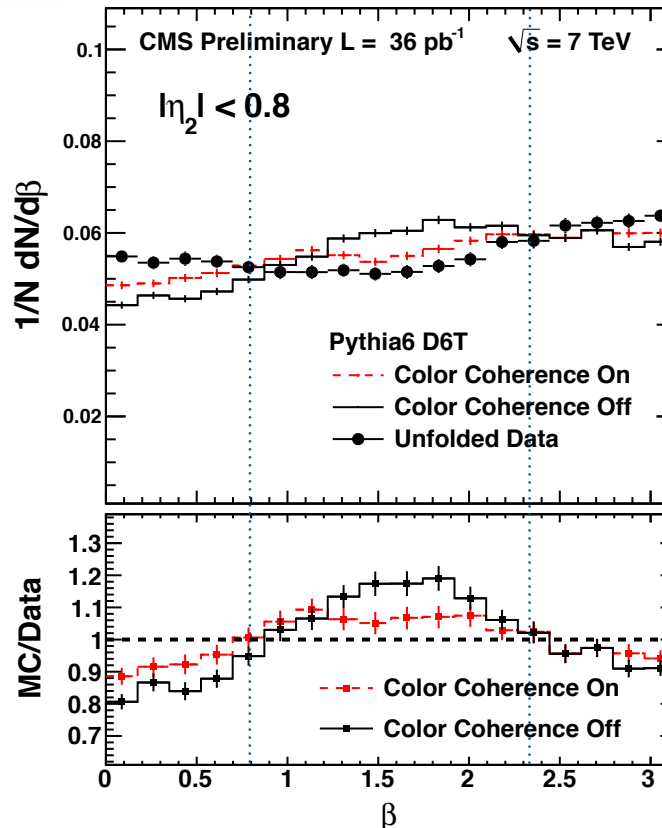 CMS Preliminary L = 36 pb⁻¹ √s = 7 TeV
|η₂| < 0.8
1/N dN/dβ
0.1
0.08
0.06
0.04
0.02
Pythia6 D6T
Color Coherence On
Color Coherence Off
Unfolded Data
MC/Data
1.3
1.2
1.1
1
0.9
0.8
0.7
Color Coherence On
Color Coherence Off
0 0.5 1 1.5 2 2.5 3
β